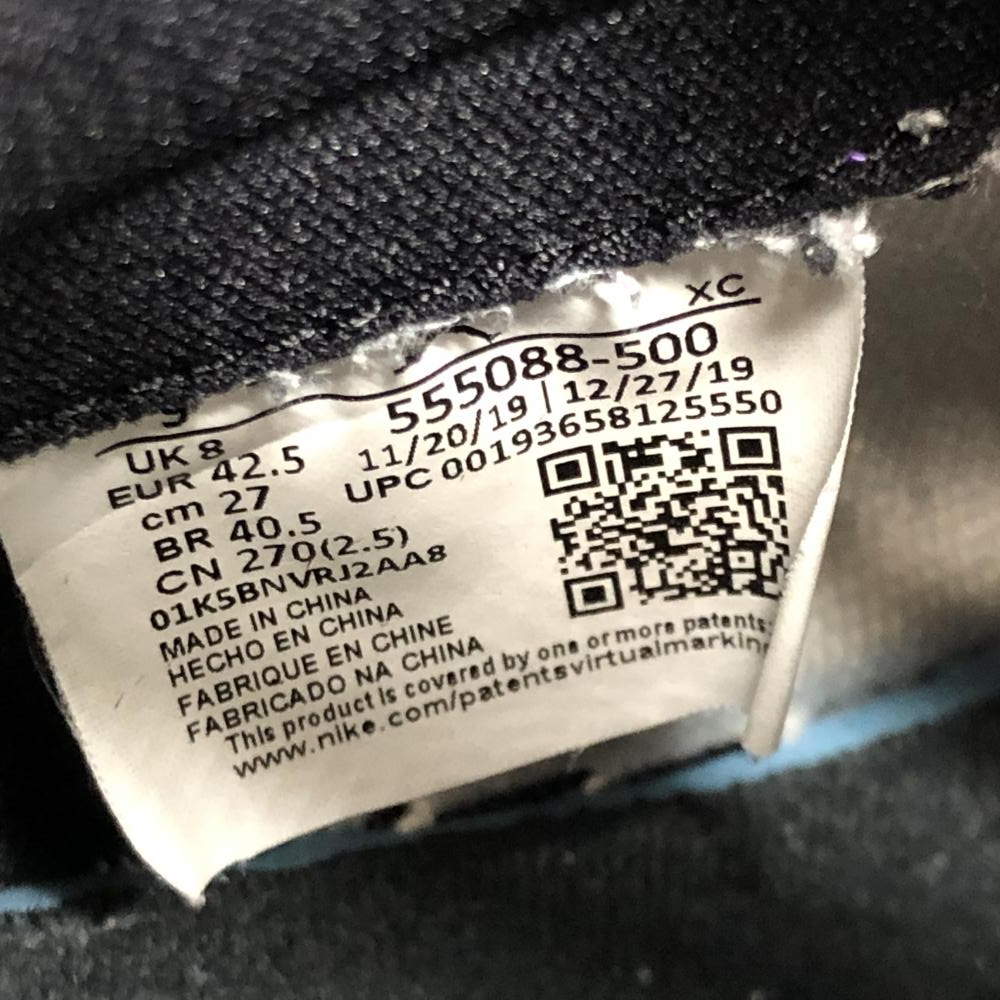 XC
555088-500
11/20/19 | 12/27/19
UPC 00193658125550
UK 8
EUR 42.5
cm 27
BR 40.5
CN 270(2.5)
01K5BNVRJ2AA8
MADE IN CHINA
HECHO EN CHINA
FABRIQUE EN CHINE
FABRICADO NA CHINA
This product is covered by one or more patents:
www.nike.com/patentsvirtualmarking